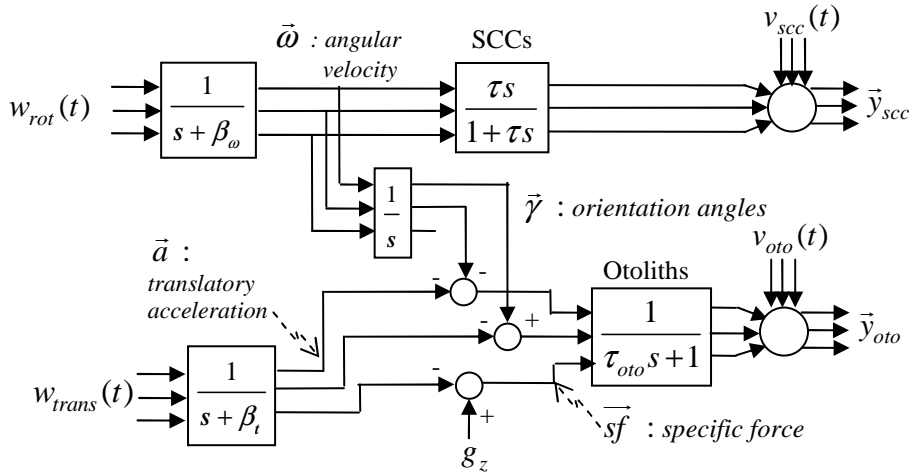 ω⃗ : angular
velocity
SCCs
v_scc(t)
w_rot(t)
1
s + β_ω
τs
1 + τs
y⃗_scc
1
s
γ⃗ : orientation angles
v_oto(t)
a⃗ :
translatory
acceleration
- -
- +
Otoliths
1
τ_oto s + 1
y⃗_oto
w_trans(t)
1
s + β_t
-
+
g_z
sf⃗ : specific force